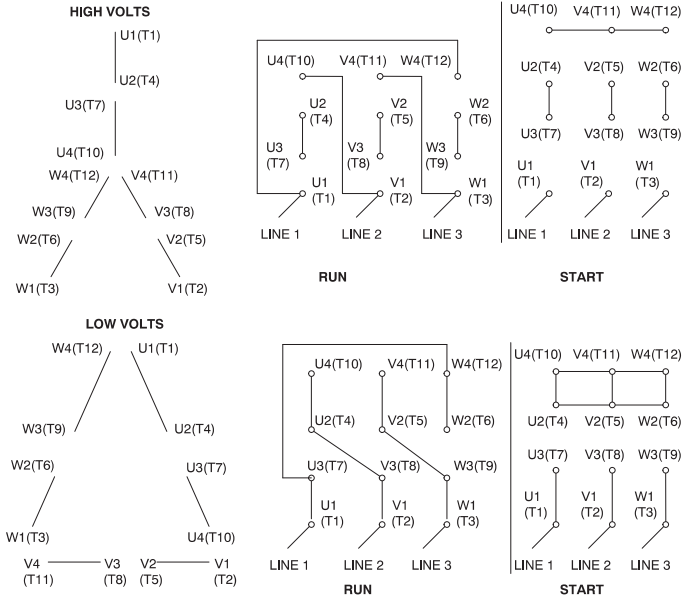 HIGH VOLTS
U1(T1)
U2(T4)
U3(T7)
U4(T10)
W4(T12) V4(T11)
W3(T9) V3(T8)
W2(T6) V2(T5)
W1(T3) V1(T2)
U4(T10) V4(T11) W4(T12)
U2 (T4) V2 (T5) W2 (T6)
U3 (T7) V3 (T8) W3 (T9)
U1 (T1) V1 (T2) W1 (T3)
LINE 1 LINE 2 LINE 3
RUN
U4(T10) V4(T11) W4(T12)
U2(T4) V2(T5) W2(T6)
U3(T7) V3(T8) W3(T9)
U1 (T1) V1 (T2) W1 (T3)
LINE 1 LINE 2 LINE 3
START
LOW VOLTS
W4(T12) U1(T1)
W3(T9) U2(T4)
W2(T6) U3(T7)
W1(T3) U4(T10)
V4 (T11) V3 (T8) V2 (T5) V1 (T2)
U4(T10) V4(T11) W4(T12)
U2(T4) V2(T5) W2(T6)
U3(T7) V3(T8) W3(T9)
U1 (T1) V1 (T2) W1 (T3)
LINE 1 LINE 2 LINE 3
RUN
U4(T10) V4(T11) W4(T12)
U2(T4) V2(T5) W2(T6)
U3(T7) V3(T8) W3(T9)
U1 (T1) V1 (T2) W1 (T3)
LINE 1 LINE 2 LINE 3
START